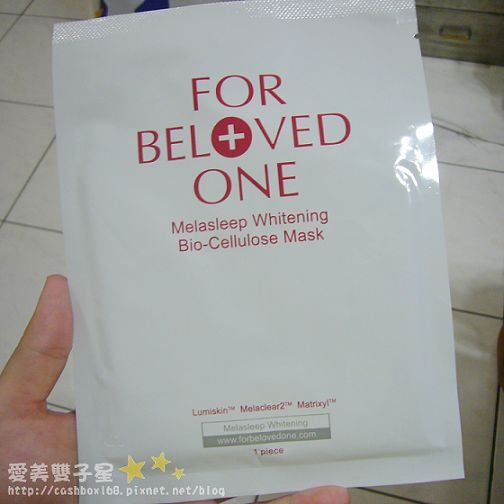 FOR
BELOVED
ONE
Melasleep Whitening
Bio-Cellulose Mask
Lumiskin™ Melaclear2™ Matrixyl™
Melasleep Whitening
www.forbelovedone.com
1 piece
愛美雙子星
http://cashbox168.pixnet.net/blog